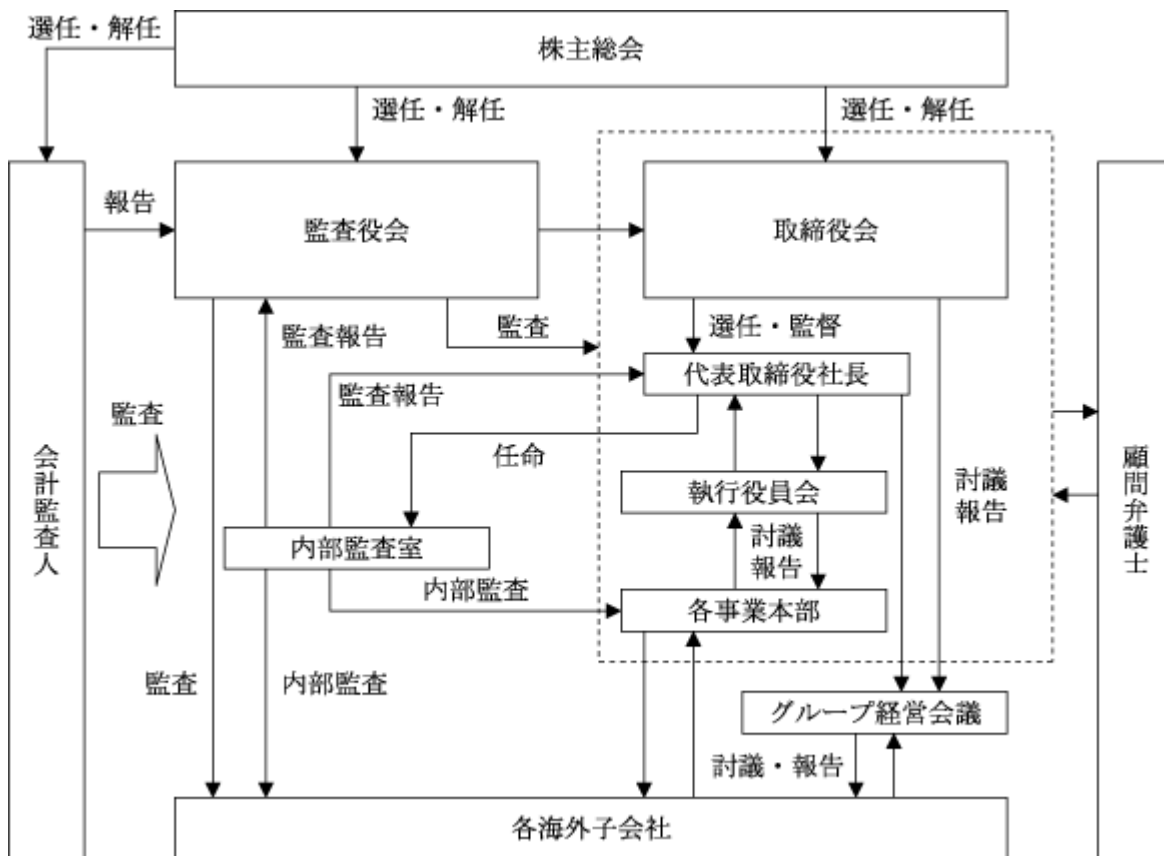 選任・解任
株主総会
選任・解任
選任・解任
報告
監査役会
取締役会
監査報告
監査
選任・監督
代表取締役社長
監査報告
監査
任命
執行役員会
討議
報告
会計監査人
顧問弁護士
内部監査室
討議
報告
内部監査
各事業本部
監査
内部監査
グループ経営会議
討議・報告
各海外子会社